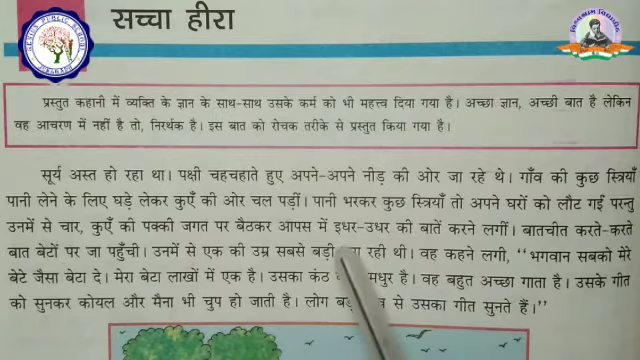 सच्चा हीरा
प्रस्तुत कहानी में व्यक्ति के ज्ञान के साथ-साथ उसके कर्म को भी महत्त्व दिया गया है। अच्छा ज्ञान, अच्छी बात है लेकिन
वह आचरण में नहीं है तो, निरर्थक है। इस बात को रोचक तरीके से प्रस्तुत किया गया है।
सूर्य अस्त हो रहा था। पक्षी चहचहाते हुए अपने-अपने नीड़ की ओर जा रहे थे। गाँव की कुछ स्त्रियाँ
पानी लेने के लिए घड़े लेकर कुएँ की ओर चल पड़ीं। पानी भरकर कुछ स्त्रियाँ तो अपने घरों को लौट गईं परन्तु
उनमें से चार, कुएँ की पक्की जगत पर बैठकर आपस में इधर-उधर की बातें करने लगीं। बातचीत करते-करते
बात बेटों पर जा पहुँची। उनमें से एक की उम्र सबसे बड़ी रही थी। वह कहने लगी, “भगवान सबको मेरे
बेटे जैसा बेटा दे। मेरा बेटा लाखों में एक है। उसका कंठ मधुर है। वह बहुत अच्छा गाता है। उसके गीत
को सुनकर कोयल और मैना भी चुप हो जाती है। लोग से उसका गीत सुनते हैं।”